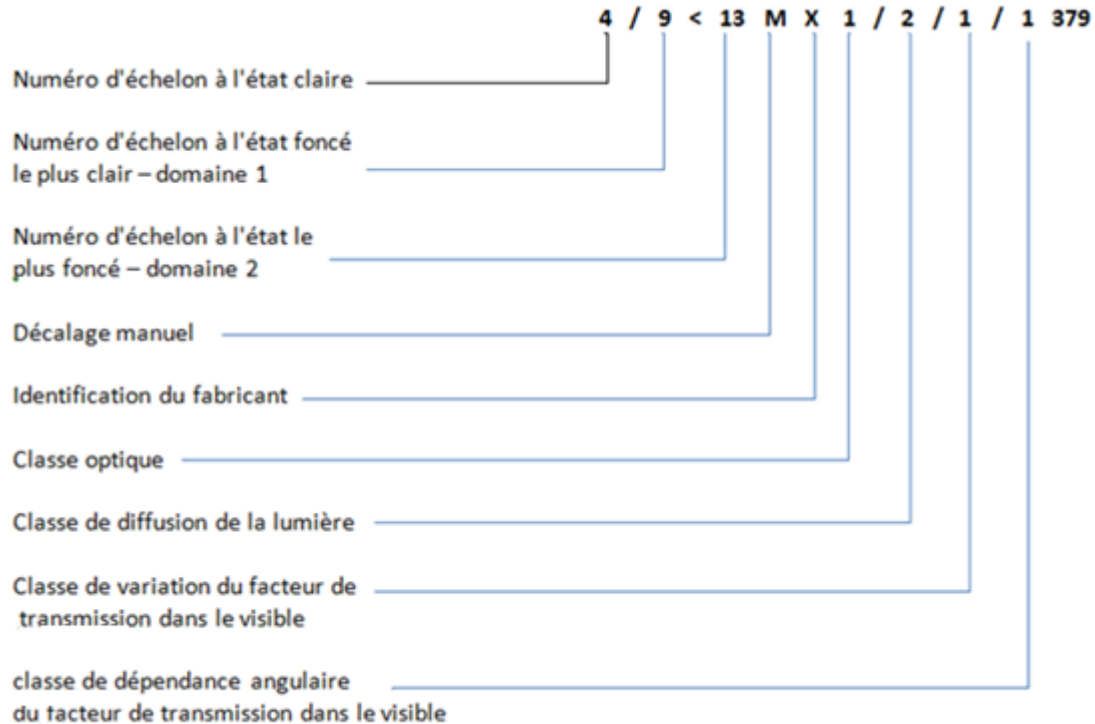 4 / 9 < 13 M X 1 / 2 / 1 / 1 379
Numéro d'échelon à l'état claire
Numéro d'échelon à l'état foncé
le plus clair – domaine 1
Numéro d'échelon à l'état le
plus foncé – domaine 2
Décalage manuel
Identification du fabricant
Classe optique
Classe de diffusion de la lumière
Classe de variation du facteur de
transmission dans le visible
classe de dépendance angulaire
du facteur de transmission dans le visible